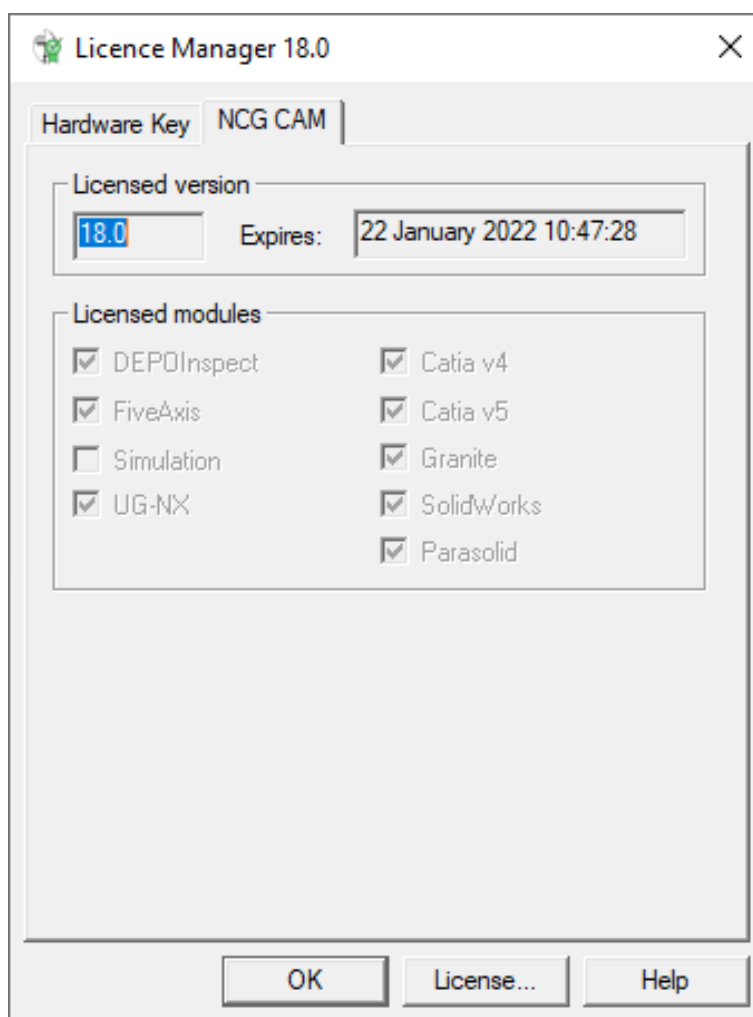 Licence Manager 18.0
Hardware Key NCG CAM
Licensed version
18.0 Expires: 22 January 2022 10:47:28
Licensed modules
DEPOInspect Catia v4
FiveAxis Catia v5
Simulation Granite
UG-NX SolidWorks
Parasolid
OK License... Help